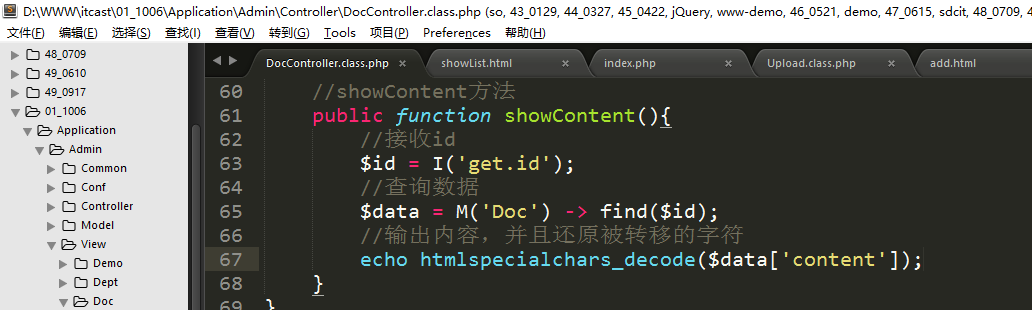 D:\WWW\itcast\01_1006\Application\Admin\Controller\DocController.class.php (so, 43_0129, 44_0327, 45_0422, jQuery, www-demo, 46_0521, demo, 47_0615, sdcit, 48_0709, 4
文件(F) 编辑(E) 选择(S) 查找(I) 查看(V) 转到(G) Tools 项目(P) Preferences 帮助(H)
48_0709
49_0610
49_0917
01_1006
Application
Admin
Common
Conf
Controller
Model
View
Demo
Dept
Doc
DocController.class.php × showList.html × index.php × Upload.class.php × add.html
60 //showContent方法
61 public function showContent(){
62 //接收id
63 $id = I('get.id');
64 //查询数据
65 $data = M('Doc') -> find($id);
66 //输出内容，并且还原被转移的字符
67 echo htmlspecialchars_decode($data['content']);
68 }
69 }